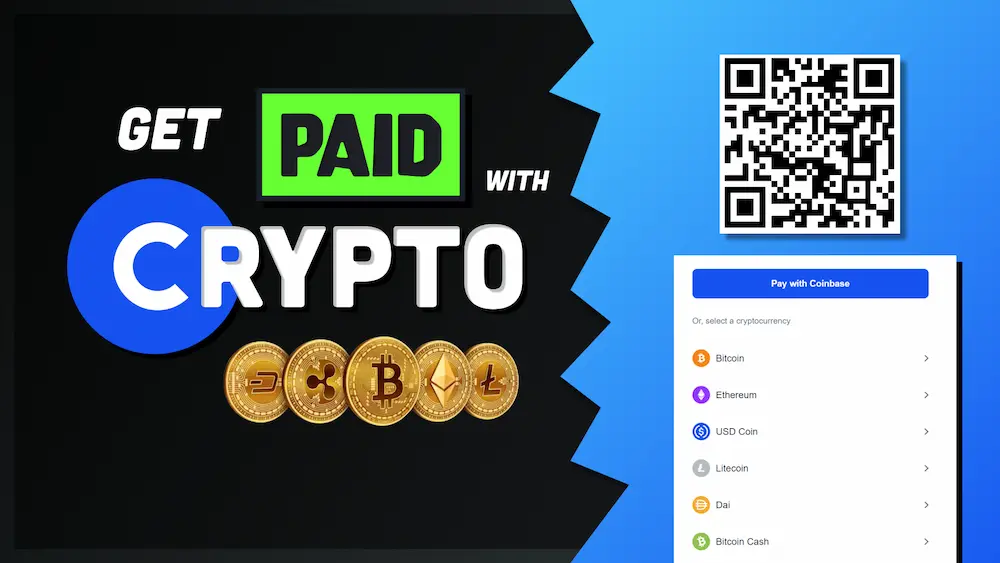 GET
PAID
WITH
CRYPTO
Pay with Coinbase
Or, select a cryptocurrency
Bitcoin
Ethereum
USD Coin
Litecoin
Dai
Bitcoin Cash